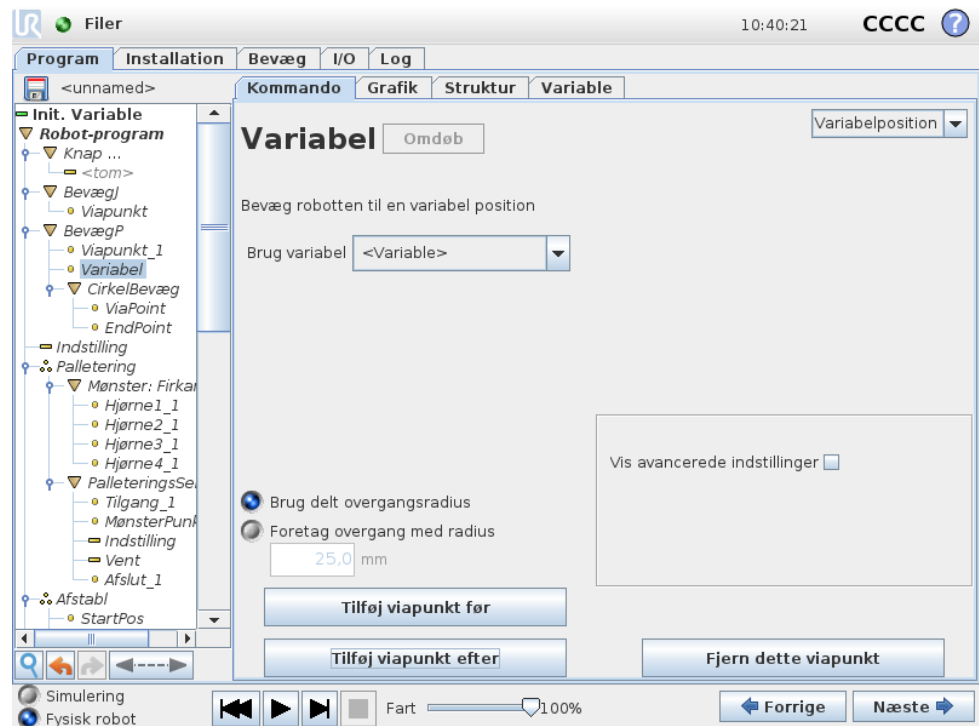 Filer
10:40:21
CCCC
?
Program Installation Bevæg I/O Log
<unnamed>
Kommando Grafik Struktur Variable
Init. Variable
Robot-program
Knap ...
<tom>
BevægJ
Viapunkt
BevægP
Viapunkt_1
Variabel
CirkelBevæg
ViaPoint
EndPoint
Indstilling
Palletering
Mønster: Firkan
Hjørne1_1
Hjørne2_1
Hjørne3_1
Hjørne4_1
PalleteringsSe
Tilgang_1
MønsterPunk
Indstilling
Vent
Afslut_1
Afstabl
StartPos
Variabel
Omdøb
Variabelposition
Bevæg robotten til en variabel position
Brug variabel <Variable>
Vis avancerede indstillinger
Brug delt overgangsradius
Foretag overgang med radius
25,0 mm
Tilføj viapunkt før
Tilføj viapunkt efter
Fjern dette viapunkt
Simulering
Fysisk robot
Fart 100%
Forrige
Næste